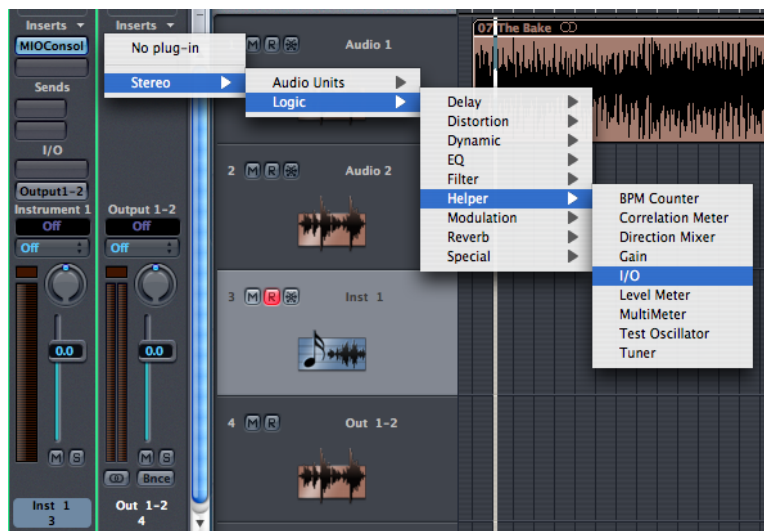 Inserts
MIOConsol
Sends
I/O
Output1-2
Instrument 1
Off
Off
0.0
M S
Inst 1
3
Inserts
Output 1-2
Off
Off
0.0
M S
Bnce
Out 1-2
4
No plug-in
Stereo
Audio Units
Logic
Delay
Distortion
Dynamic
EQ
Filter
Helper
Modulation
Reverb
Special
BPM Counter
Correlation Meter
Direction Mixer
Gain
I/O
Level Meter
MultiMeter
Test Oscillator
Tuner
M R Audio 1
2 M R Audio 2
3 M R Inst 1
4 M R Out 1-2
07 The Bake